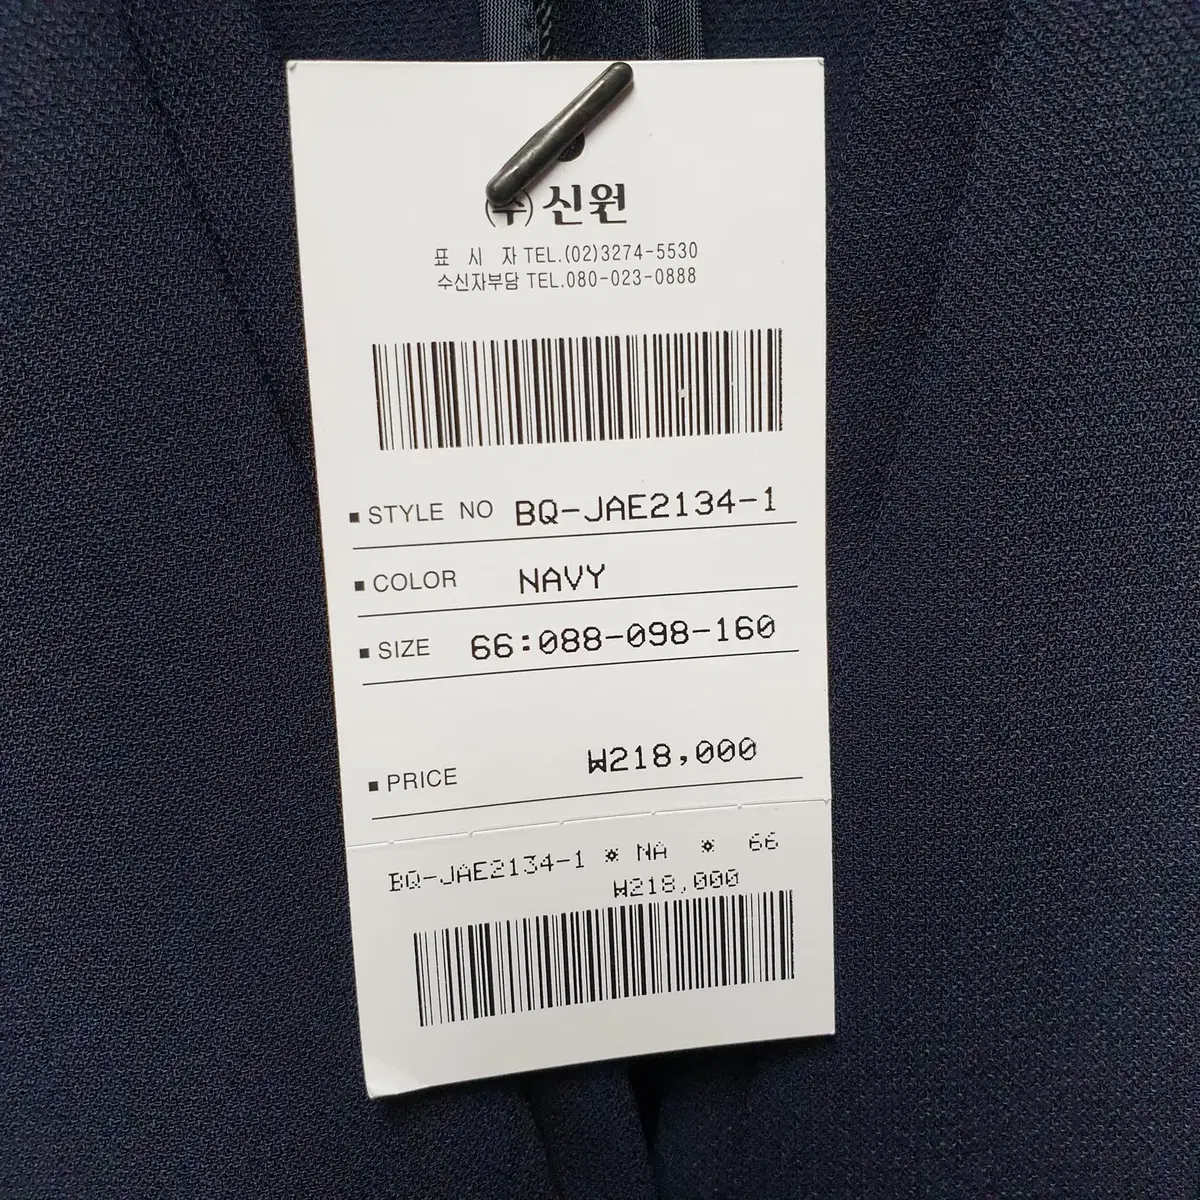 (주)신원
표 시 자 TEL.(02)3274-5530
수신자부담 TEL.080-023-0888
■ STYLE NO BQ-JAE2134-1
■ COLOR NAVY
■ SIZE 66:088-098-160
■ PRICE ₩218,000
BQ-JAE2134-1 ※ NA ※ 66
₩218,000